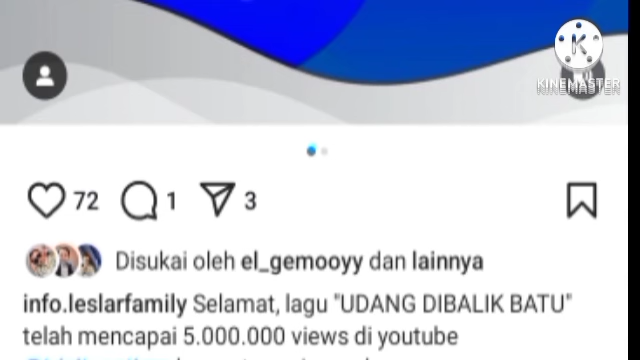 K
KINEMASTER
72 1 3
Disukai oleh el_gemooyy dan lainnya
info.leslarfamily Selamat, lagu "UDANG DIBALIK BATU"
telah mencapai 5.000.000 views di youtube